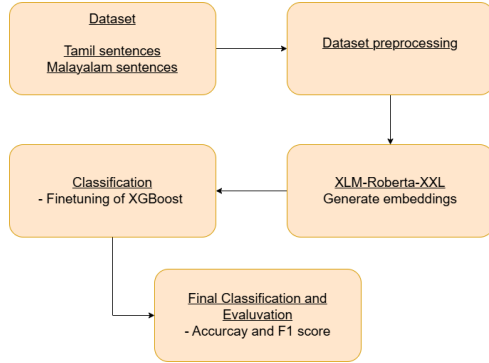 Dataset
Tamil sentences
Malayalam sentences
Dataset preprocessing
XLM-Roberta-XXL
Generate embeddings
Classification
- Finetuning of XGBoost
Final Classification and
Evaluvation
- Accurcay and F1 score